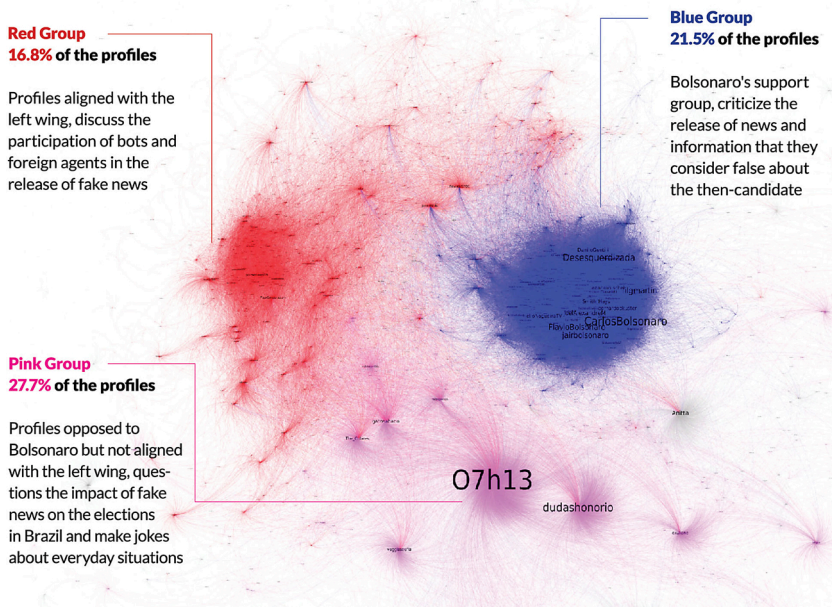 Red Group
16.8% of the profiles
Profiles aligned with the
left wing, discuss the
participation of bots and
foreign agents in the
release of fake news
Blue Group
21.5% of the profiles
Bolsonaro's support
group, criticize the
release of news and
information that they
consider false about
the then-candidate
Desesquerdizada
CarlosBolsonaro
FlavioBolsonaro
jairbolsonaro
Pink Group
27.7% of the profiles
Profiles opposed to
Bolsonaro but not aligned
with the left wing, ques-
tions the impact of fake
news on the elections
in Brazil and make jokes
about everyday situations
O7h13
dudashonorio